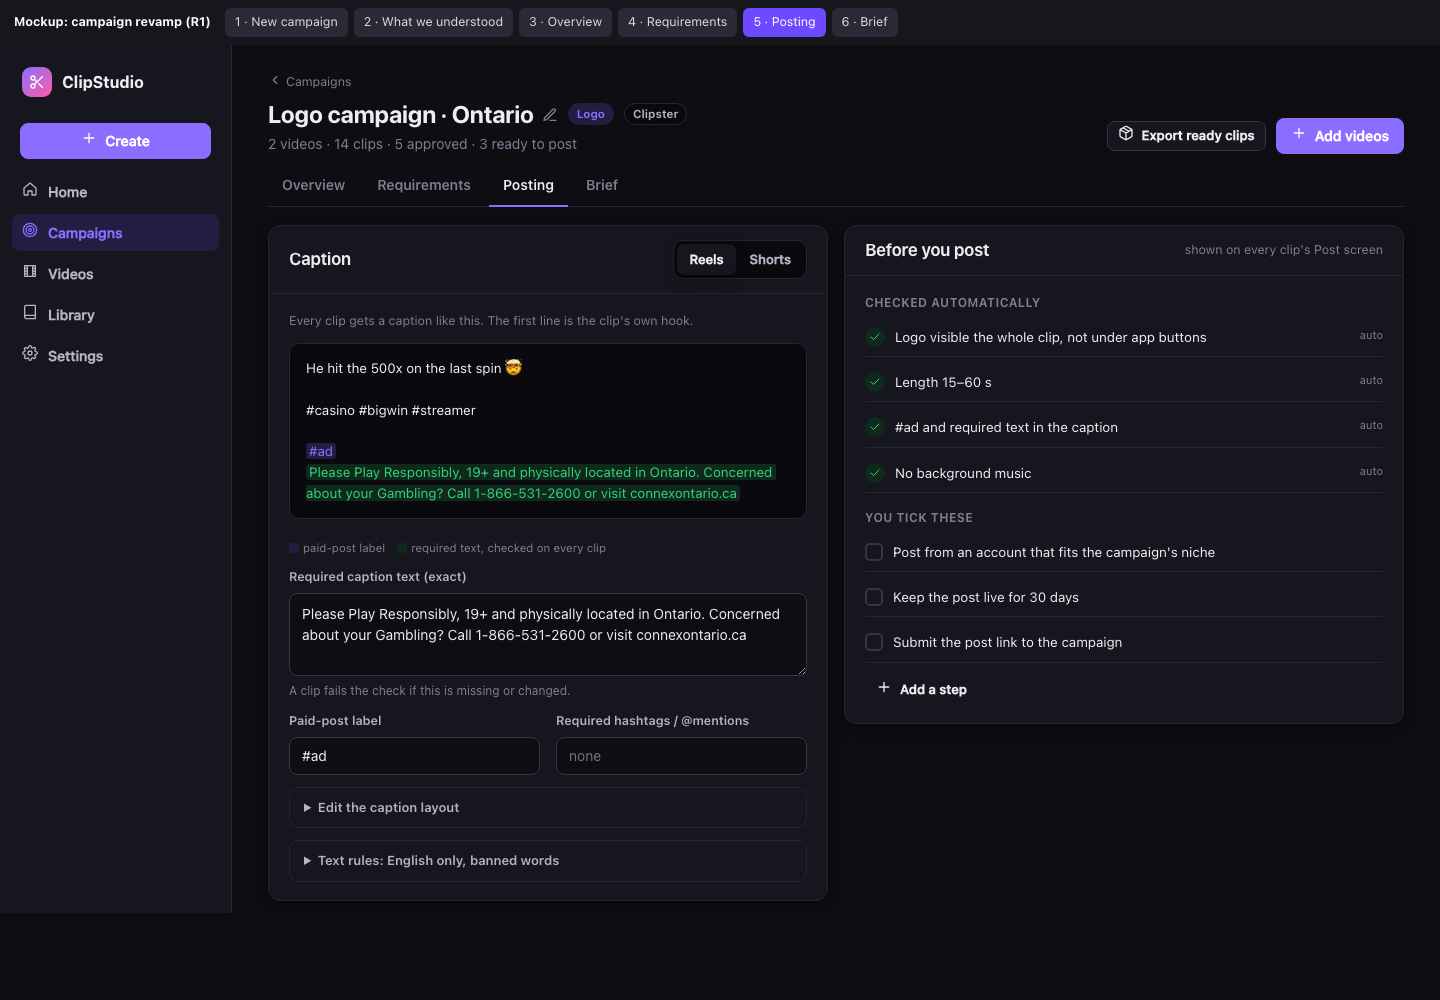 Mockup: campaign revamp (R1)
1 · New campaign
2 · What we understood
3 · Overview
4 · Requirements
5 · Posting
6 · Brief
ClipStudio
Create
Home
Campaigns
Videos
Library
Settings
Campaigns
Logo campaign · Ontario
Logo
Clipster
2 videos · 14 clips · 5 approved · 3 ready to post
Export ready clips
Add videos
Overview
Requirements
Posting
Brief
Caption
Reels
Shorts
Every clip gets a caption like this. The first line is the clip's own hook.
He hit the 500x on the last spin 🤯
#casino #bigwin #streamer
#ad
Please Play Responsibly, 19+ and physically located in Ontario. Concerned
about your Gambling? Call 1-866-531-2600 or visit connexontario.ca
paid-post label
required text, checked on every clip
Required caption text (exact)
Please Play Responsibly, 19+ and physically located in Ontario. Concerned
about your Gambling? Call 1-866-531-2600 or visit connexontario.ca
A clip fails the check if this is missing or changed.
Paid-post label
#ad
Required hashtags / @mentions
none
Edit the caption layout
Text rules: English only, banned words
Before you post
shown on every clip's Post screen
CHECKED AUTOMATICALLY
Logo visible the whole clip, not under app buttons
auto
Length 15–60 s
auto
#ad and required text in the caption
auto
No background music
auto
YOU TICK THESE
Post from an account that fits the campaign's niche
Keep the post live for 30 days
Submit the post link to the campaign
Add a step